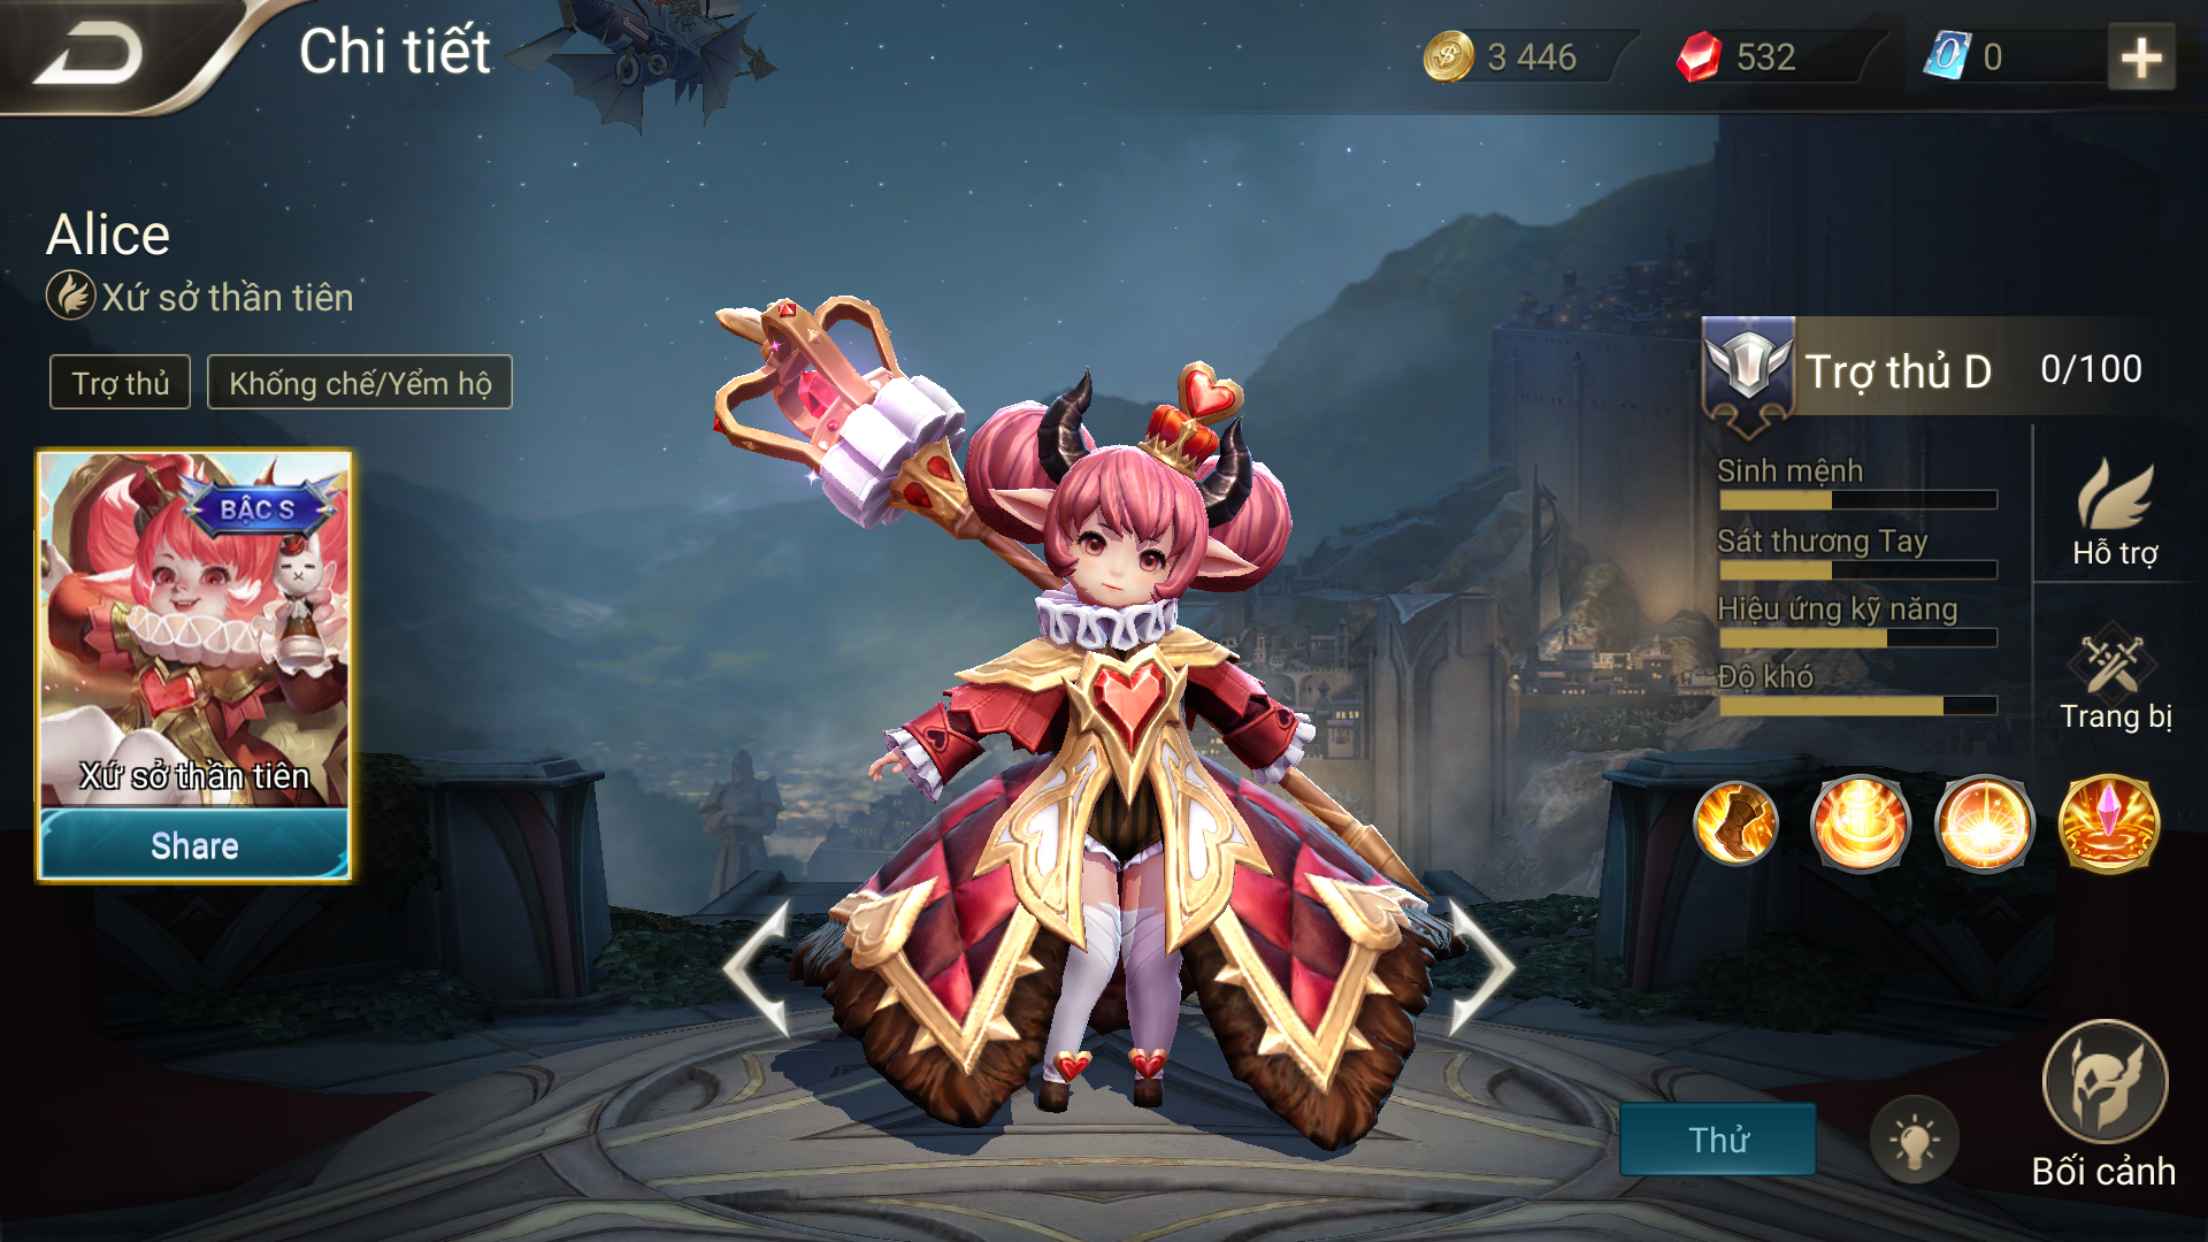 Chi tiết
3 446
532
0
Alice
Xứ sở thần tiên
Trợ thủ
Khống chế/Yểm hộ
BẬC S
Xứ sở thần tiên
Share
Trợ thủ D
0/100
Sinh mệnh
Sát thương Tay
Hiệu ứng kỹ năng
Độ khó
Hỗ trợ
Trang bị
Thử
Bối cảnh